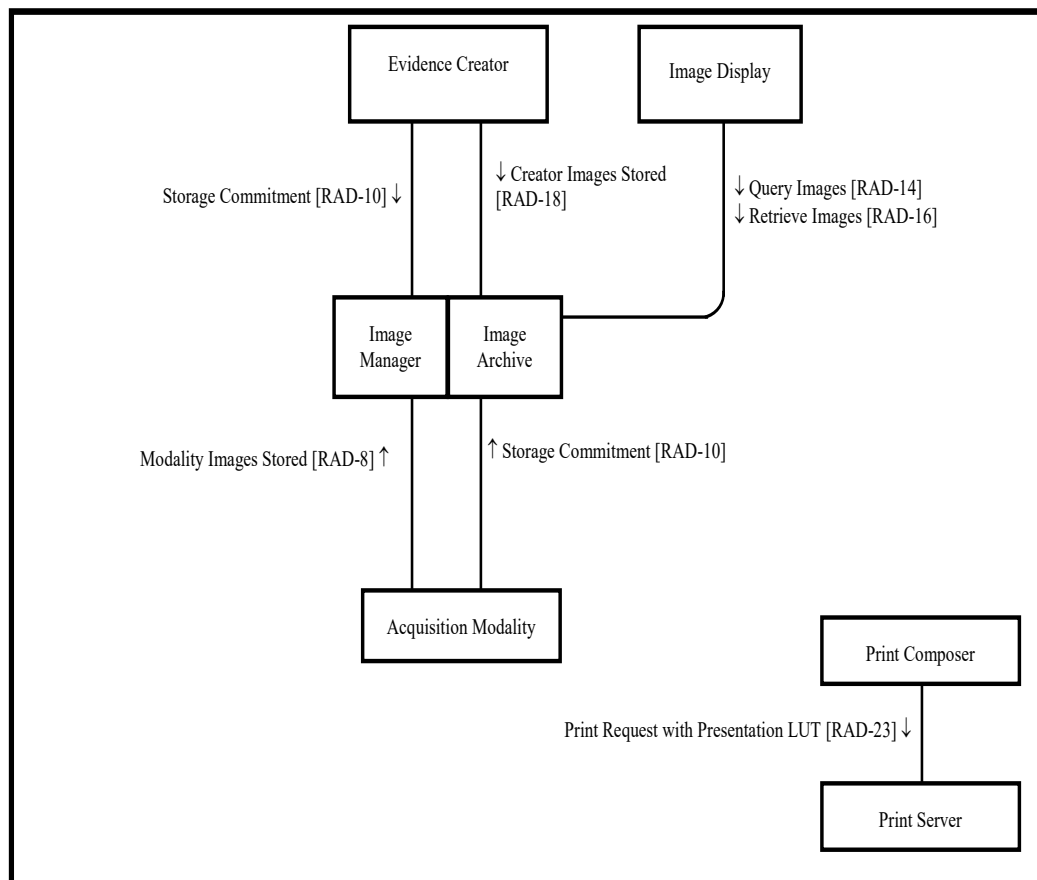 Evidence Creator
Image Display
Storage Commitment [RAD-10] ↓
↓ Creator Images Stored
[RAD-18]
↓ Query Images [RAD-14]
↓ Retrieve Images [RAD-16]
Image
Manager
Image
Archive
Modality Images Stored [RAD-8] ↑
↑ Storage Commitment [RAD-10]
Acquisition Modality
Print Composer
Print Request with Presentation LUT [RAD-23] ↓
Print Server